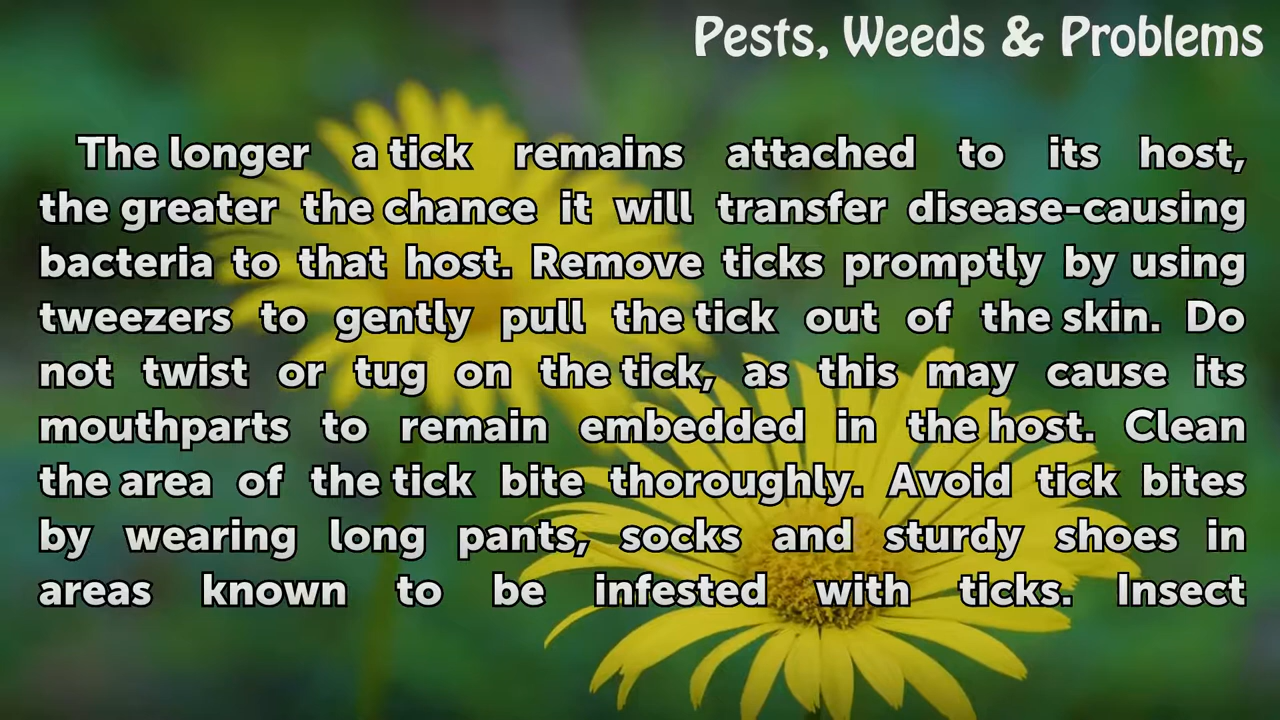 Pests, Weeds & Problems
The longer a tick remains attached to its host,
the greater the chance it will transfer disease-causing
bacteria to that host. Remove ticks promptly by using
tweezers to gently pull the tick out of the skin. Do
not twist or tug on the tick, as this may cause its
mouthparts to remain embedded in the host. Clean
the area of the tick bite thoroughly. Avoid tick bites
by wearing long pants, socks and sturdy shoes in
areas known to be infested with ticks. Insect